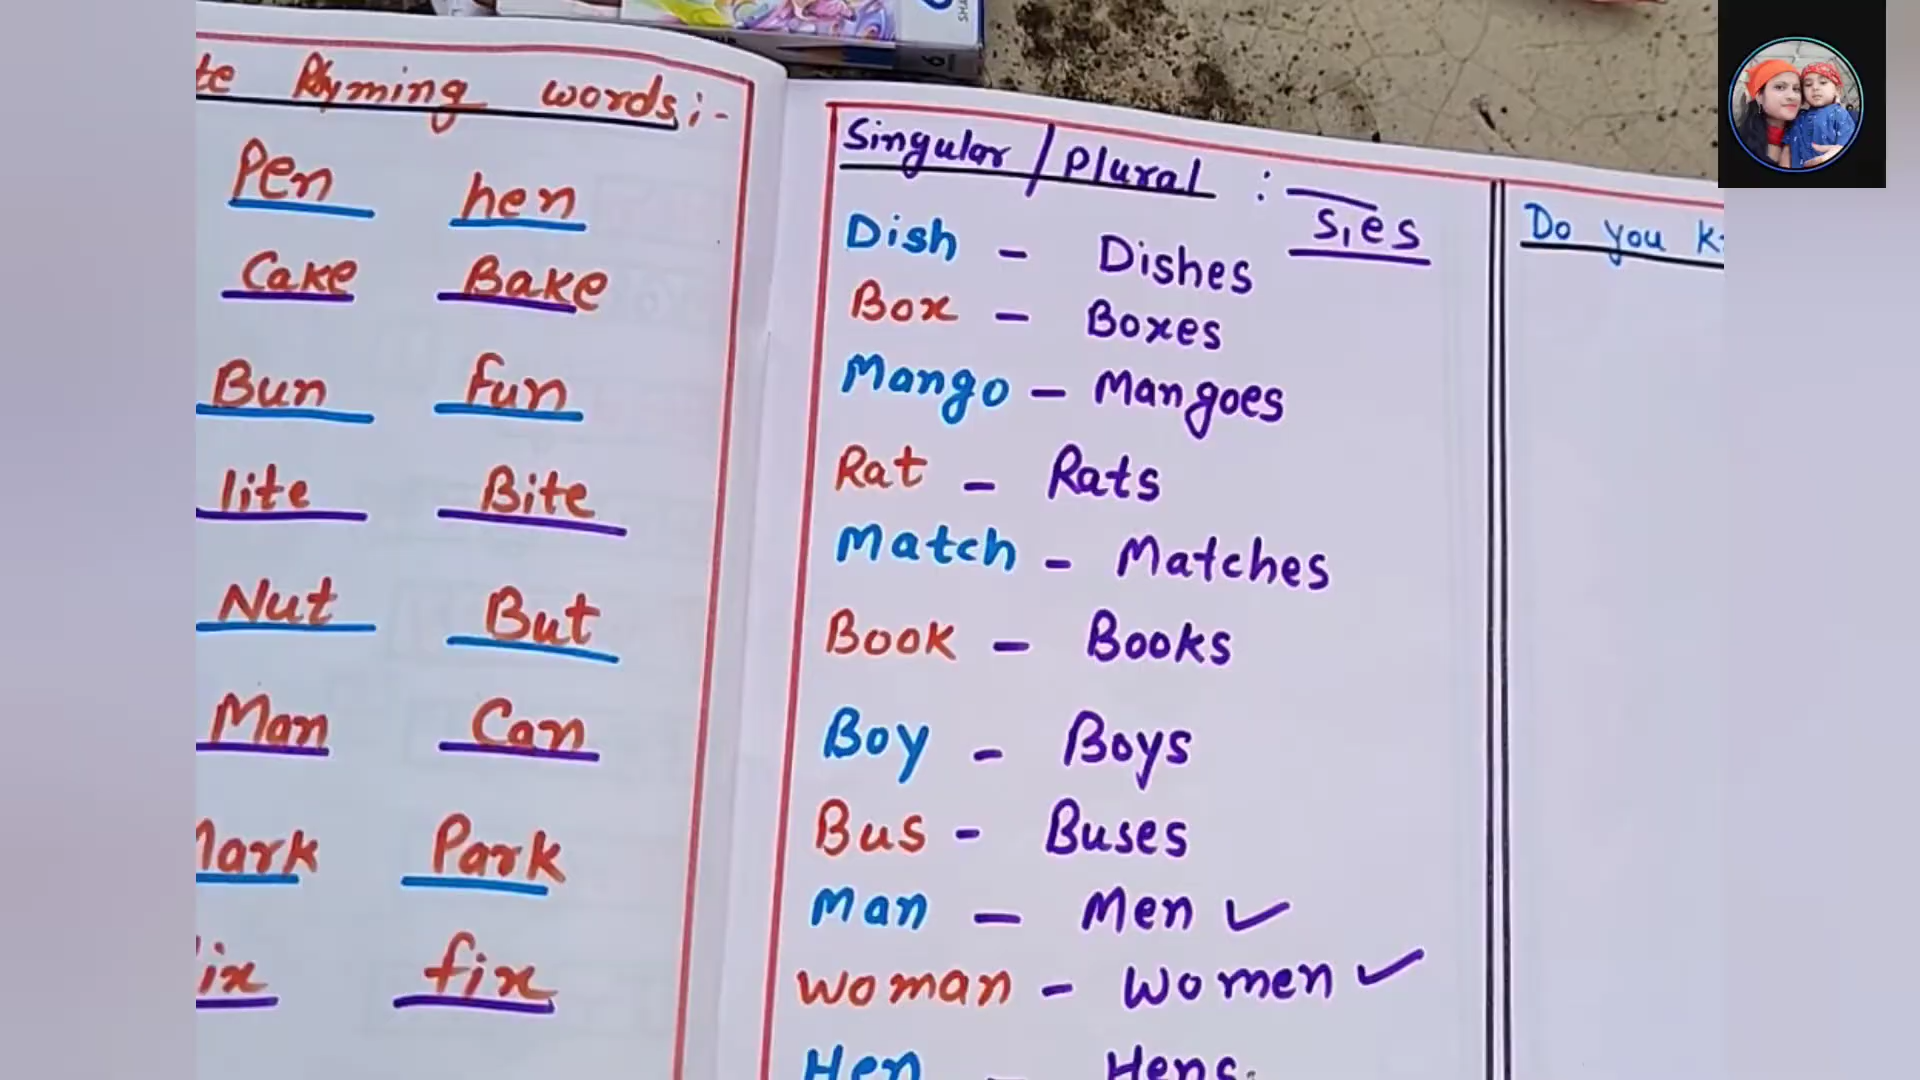 Rhyming words:-
Pen hen
Cake Bake
Bun fun
lite Bite
Nut But
Man Can
Mark Park
ix fix
Singular / Plural :
s, es
Dish - Dishes
Box - Boxes
Mango - Mangoes
Rat - Rats
Match - Matches
Book - Books
Boy - Boys
Bus - Buses
Man - Men ✓
Woman - Women ✓
Hen - Hens
Do you k